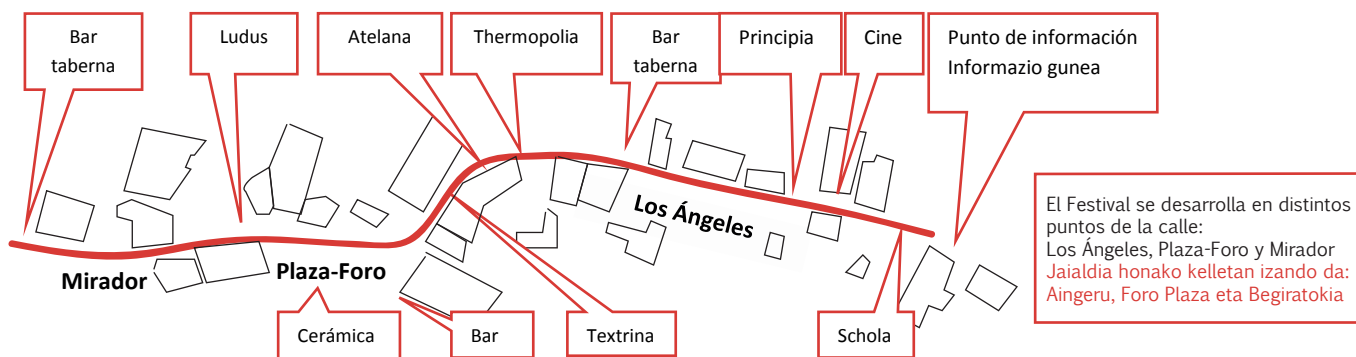 Bar
taberna
Ludus
Atelana
Thermopolia
Bar
taberna
Principia
Cine
Punto de información
Informazio gunea
Los Ángeles
Mirador
Plaza-Foro
Cerámica
Bar
Textrina
Schola
El Festival se desarrolla en distintos
puntos de la calle:
Los Ángeles, Plaza-Foro y Mirador
Jaialdia honako kelletan izando da:
Aingeru, Foro Plaza eta Begiratokia